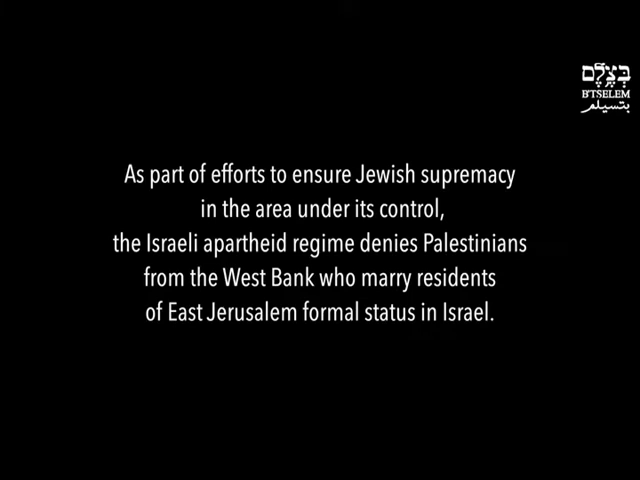 בְּצֶלֶם
B'TSELEM
بتسيلم
As part of efforts to ensure Jewish supremacy
in the area under its control,
the Israeli apartheid regime denies Palestinians
from the West Bank who marry residents
of East Jerusalem formal status in Israel.